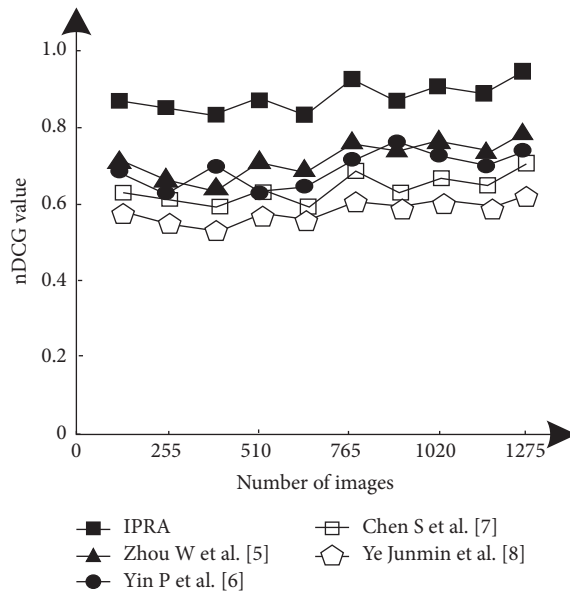 1.0
0.8
0.6
0.4
0.2
0
nDCG value
0 255 510 765 1020 1275
Number of images
IPRA
Zhou W et al. [5]
Yin P et al. [6]
Chen S et al. [7]
Ye Junmin et al. [8]